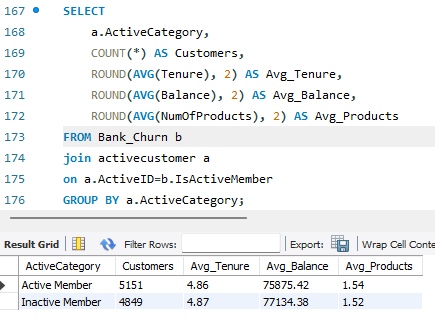 167 SELECT
168 a.ActiveCategory,
169 COUNT(*) AS Customers,
170 ROUND(AVG(Tenure), 2) AS Avg_Tenure,
171 ROUND(AVG(Balance), 2) AS Avg_Balance,
172 ROUND(AVG(NumOfProducts), 2) AS Avg_Products
173 FROM Bank_Churn b
174 join activecustomer a
175 on a.ActiveID=b.IsActiveMember
176 GROUP BY a.ActiveCategory;
Result Grid Filter Rows: Export: Wrap Cell Conte
ActiveCategory Customers Avg_Tenure Avg_Balance Avg_Products
Active Member 5151 4.86 75875.42 1.54
Inactive Member 4849 4.87 77134.38 1.52